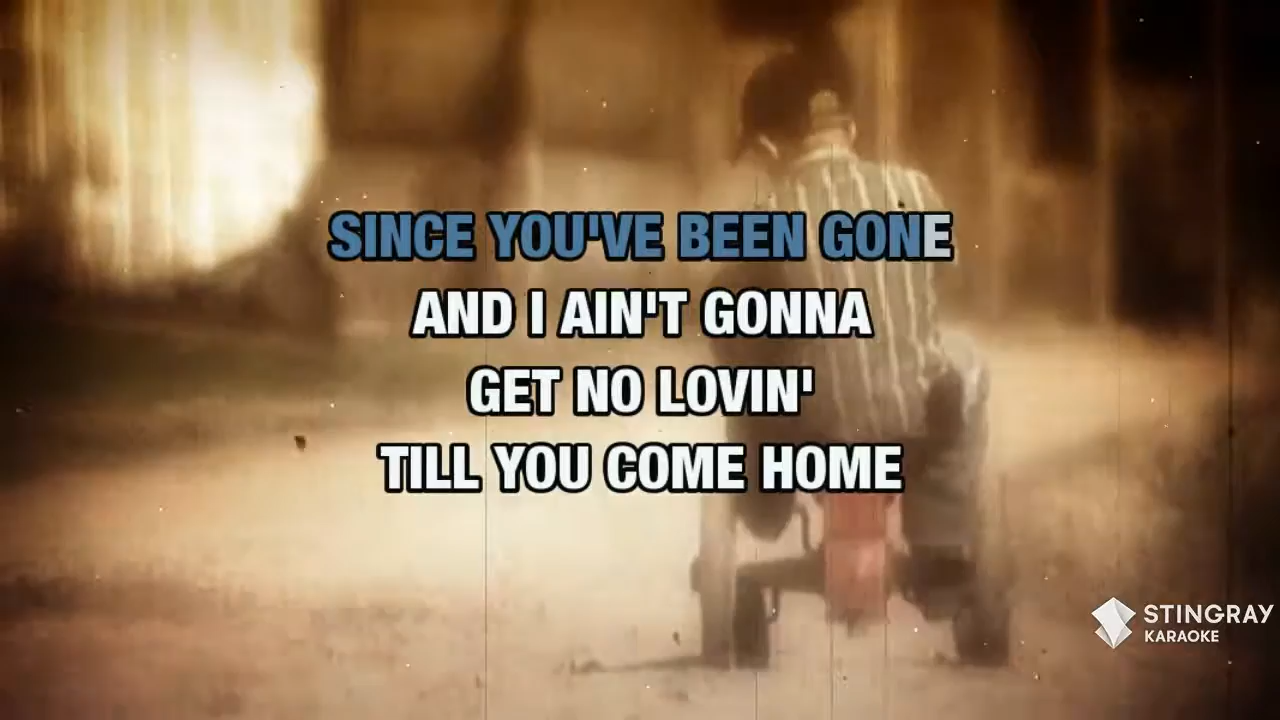 SINCE YOU'VE BEEN GONE
AND I AIN'T GONNA
GET NO LOVIN'
TILL YOU COME HOME
STINGRAY
KARAOKE